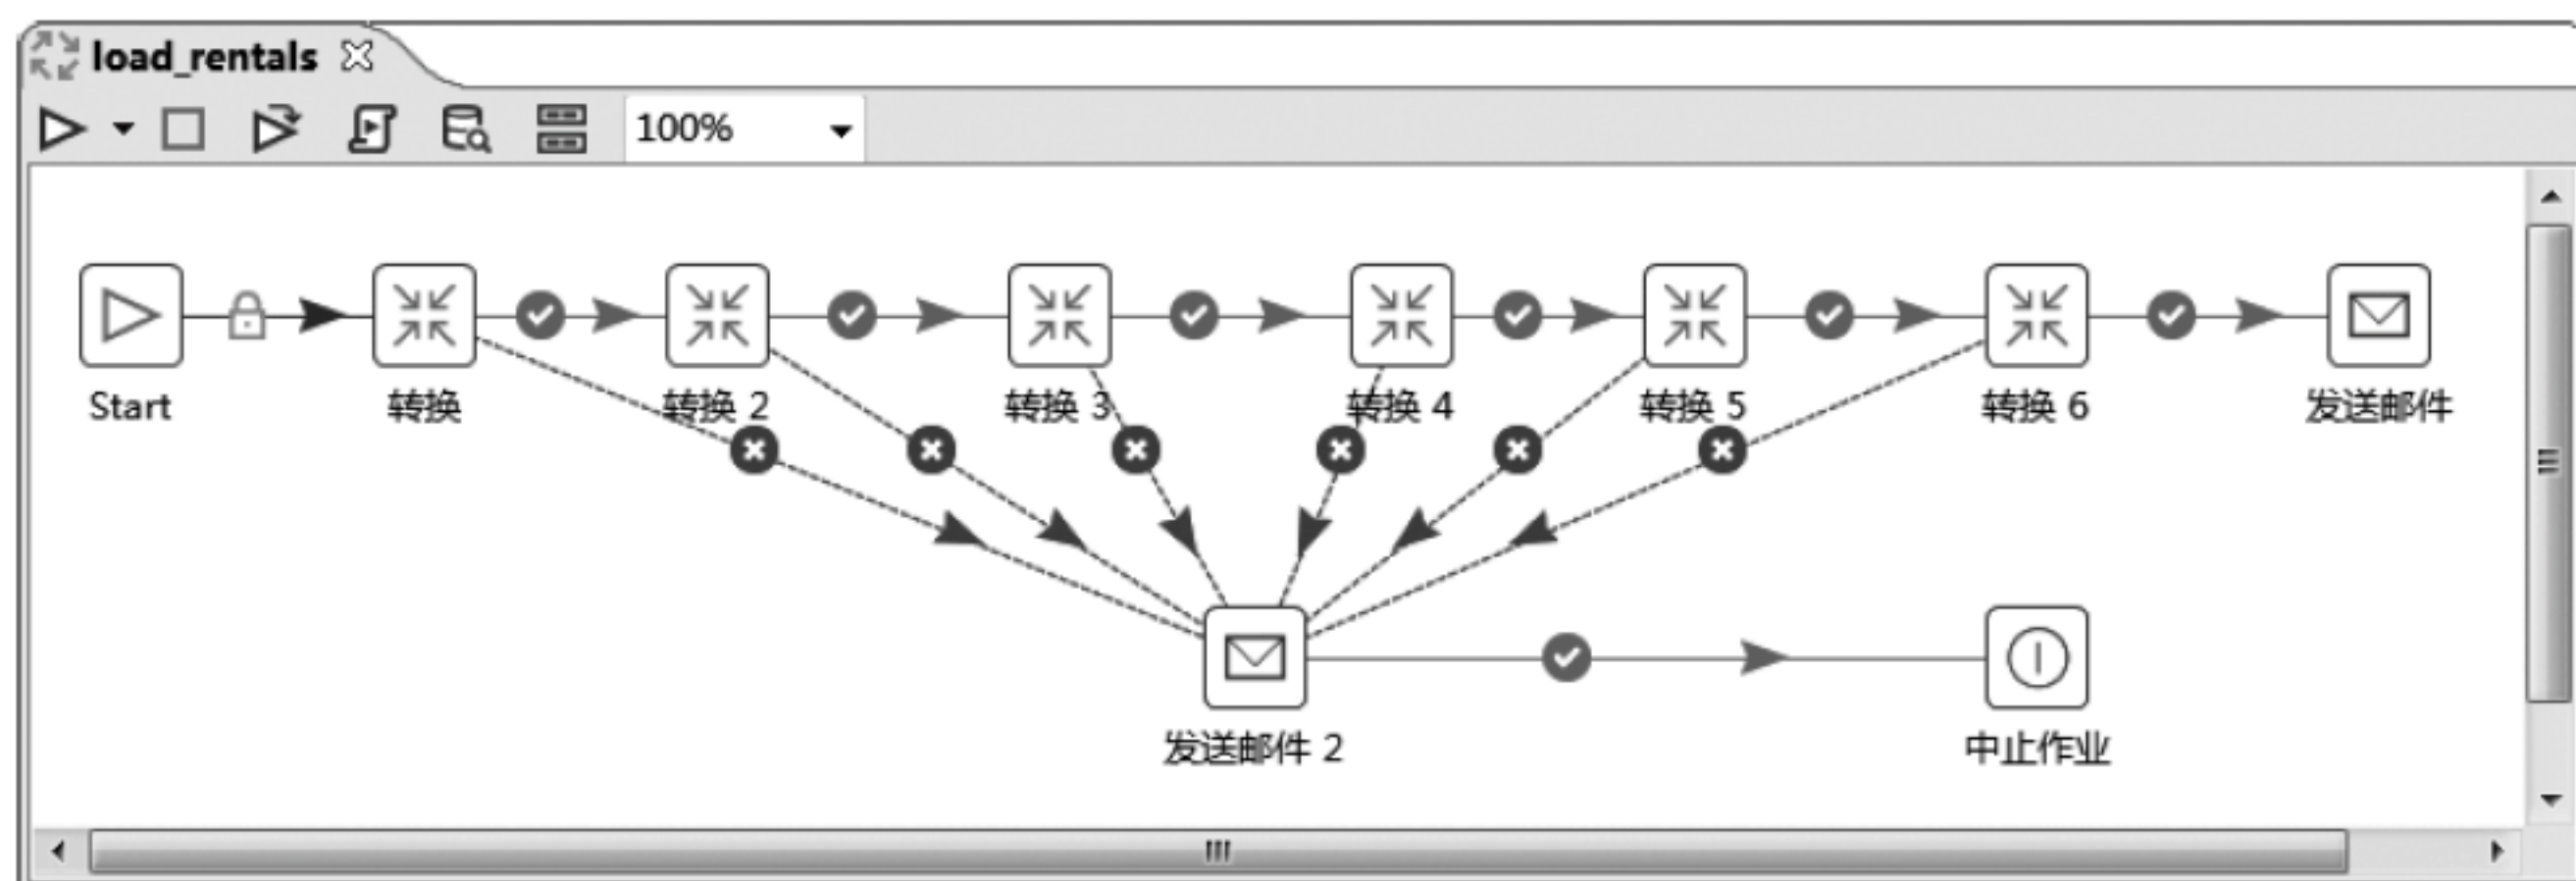 load_rentals
100%
Start
转换
转换 2
转换 3
转换 4
转换 5
转换 6
发送邮件
发送邮件 2
中止作业